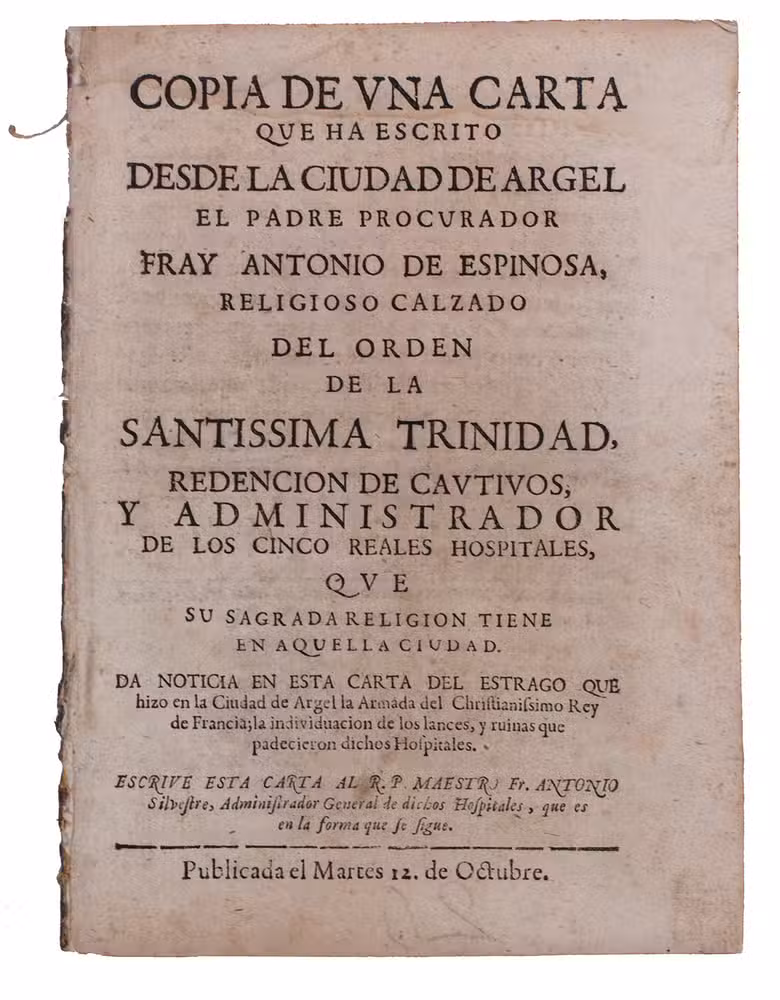 COPIA DE VNA CARTA
QVE HA ESCRITO
DESDE LA CIUDAD DE ARGEL
EL PADRE PROCVRADOR
FRAY ANTONIO DE ESPINOSA,
RELIGIOSO CALZADO
DEL ORDEN
DE LA
SANTISSIMA TRINIDAD,
REDENCION DE CAVTIVOS,
Y ADMINISTRADOR
DE LOS CINCO REALES HOSPITALES,
QVE
SU SAGRADA RELIGION TIENE
EN AQUELLA CIUDAD.
DA NOTICIA EN ESTA CARTA DEL ESTRAGO QUE
hizo en la Ciudad de Argel la Armada del Chriſtianiſsimo Rey
de Francia; la individuacion de los lances, y ruinas que
padecieron dichos Hoſpitales.
ESCRIVE ESTA CARTA AL R. P. MAESTRO Fr. ANTONIO
Silveſtre, Adminiſtrador General de dichos Hoſpitales, que es
en la forma que ſe ſigue.
Publicada el Martes 12. de Octubre.